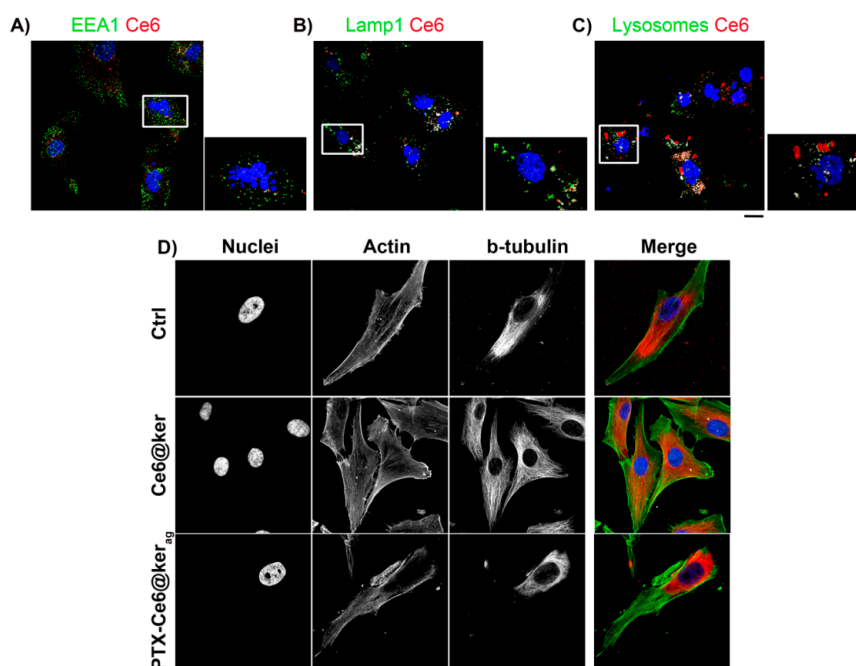 A) EEA1 Ce6
B) Lamp1 Ce6
C) Lysosomes Ce6
D) Nuclei Actin b-tubulin Merge
Ctrl
Ce6@ker
PTX-Ce6@ker ag